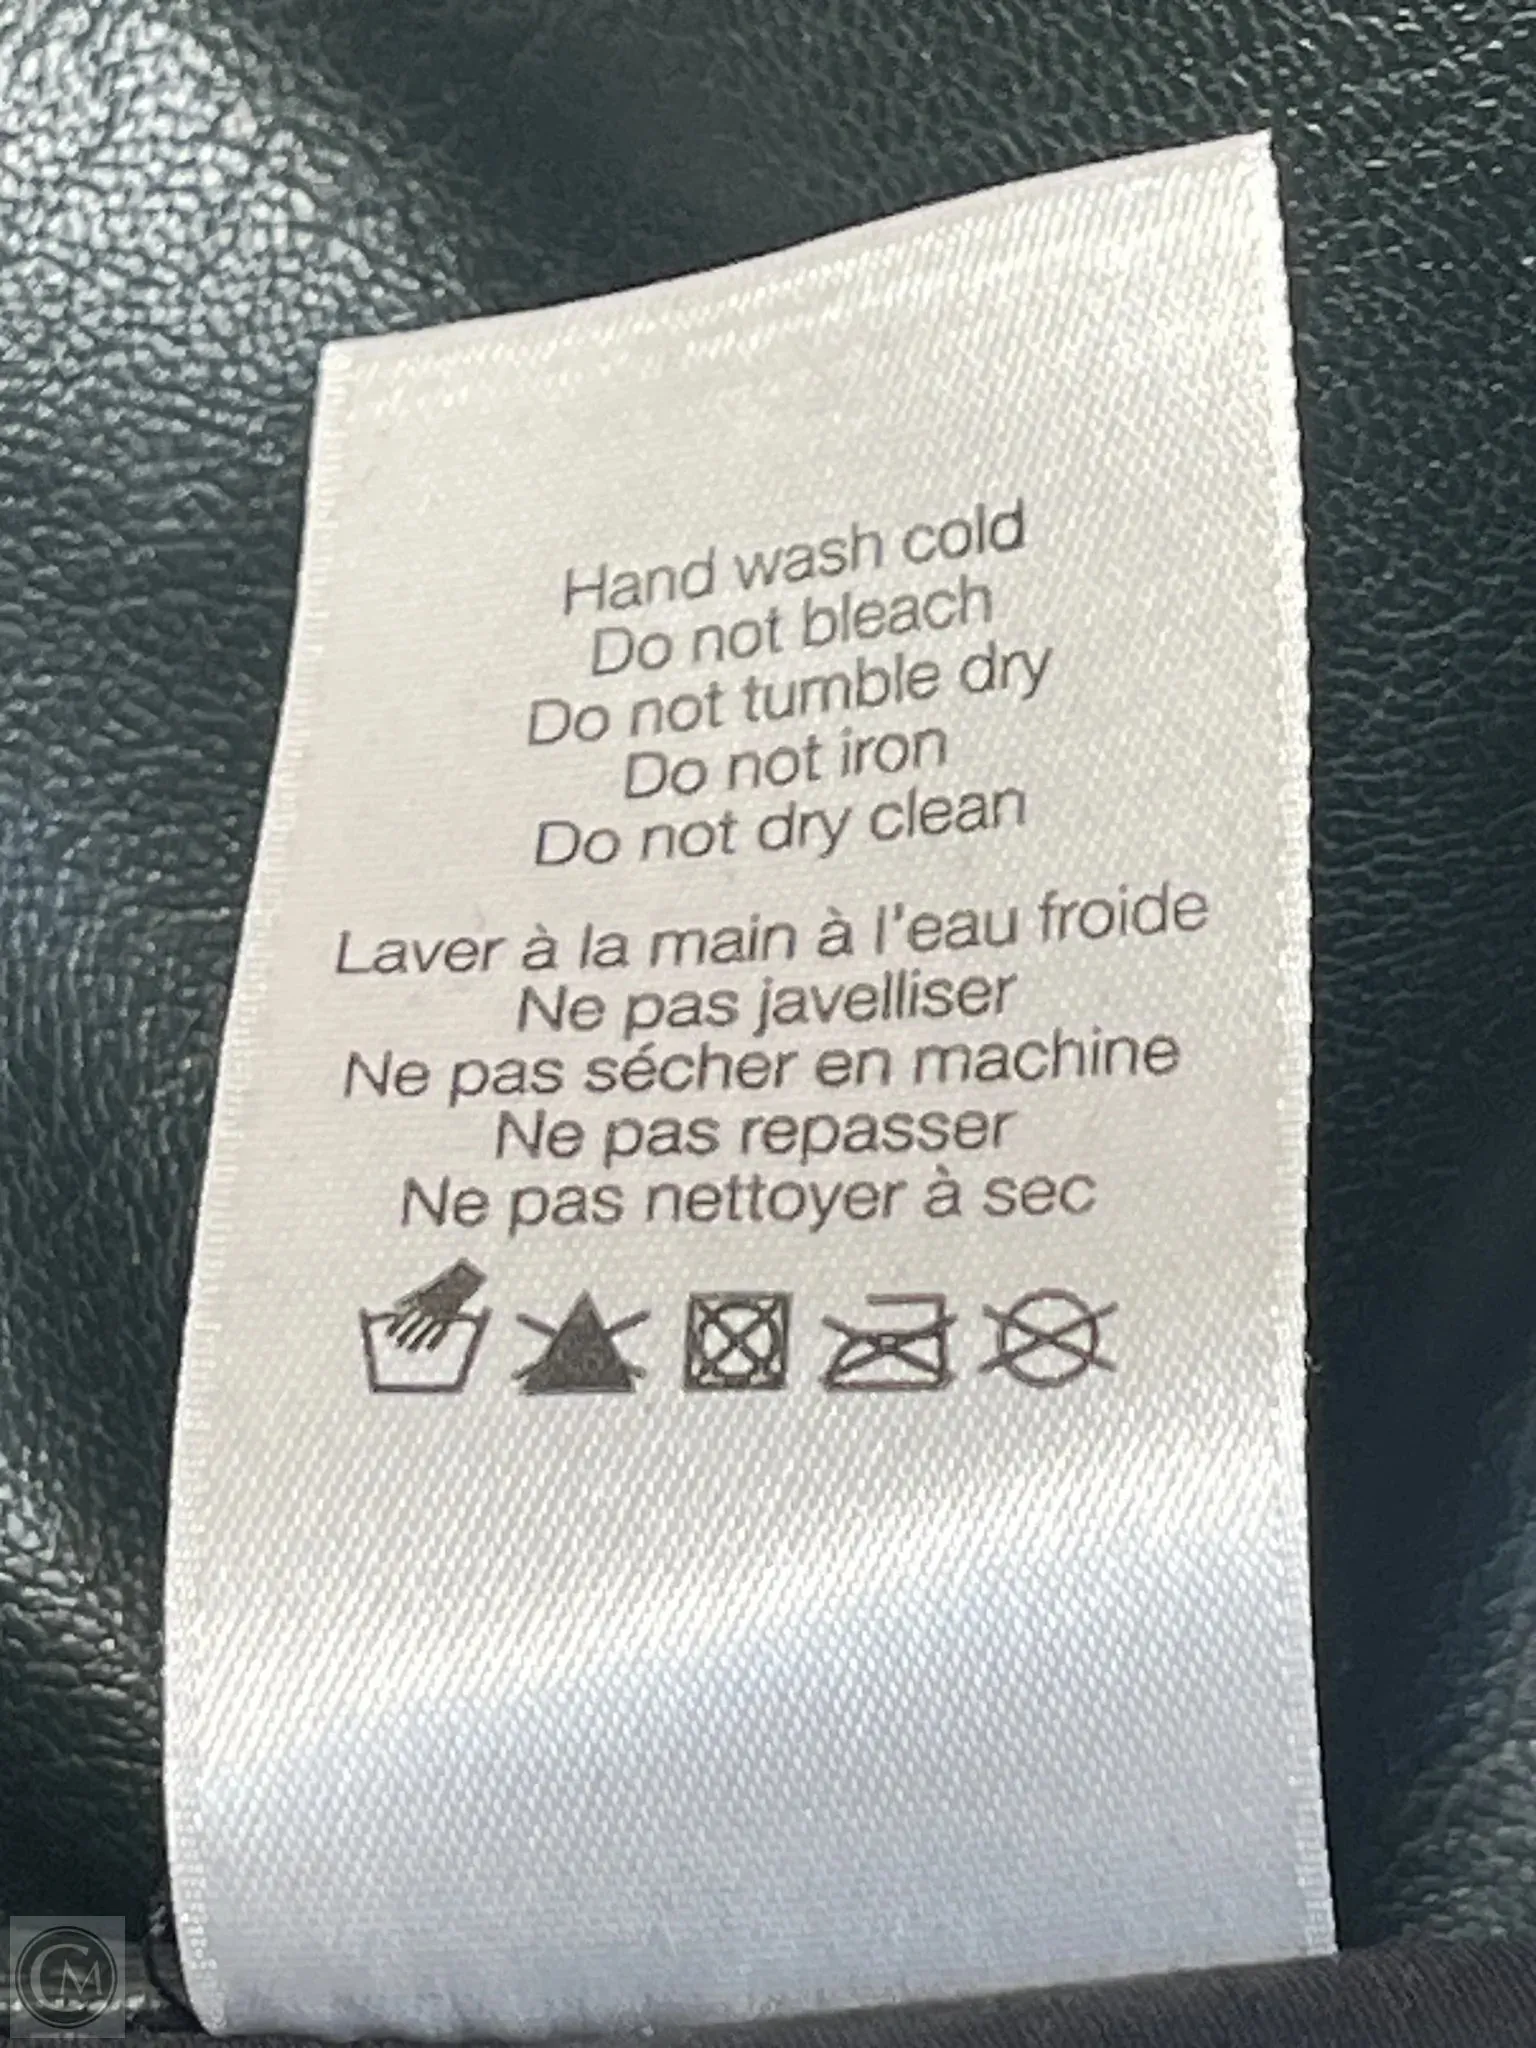 Hand wash cold
Do not bleach
Do not tumble dry
Do not iron
Do not dry clean
Laver à la main à l'eau froide
Ne pas javelliser
Ne pas sécher en machine
Ne pas repasser
Ne pas nettoyer à sec
CM